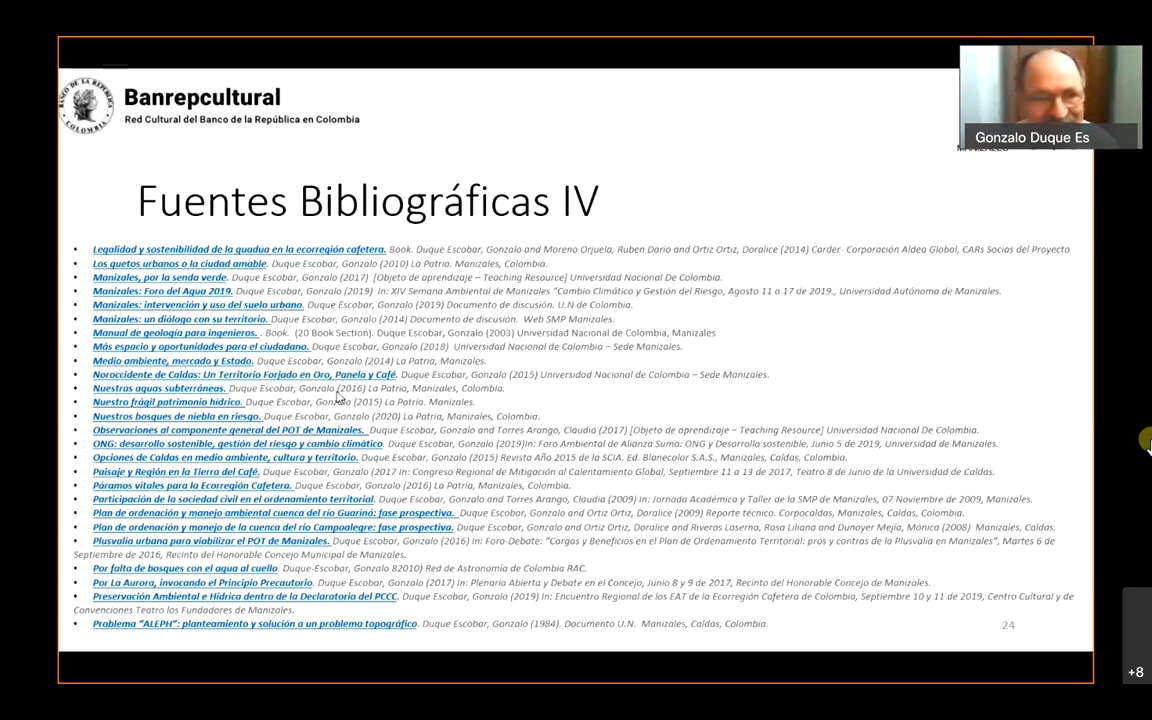 BANCO DE LA REPÚBLICA
COLOMBIA
Banrepcultural
Red Cultural del Banco de la República en Colombia
Gonzalo Duque Es
Fuentes Bibliográficas IV
• Legalidad y sostenibilidad de la guadua en la ecorregión cafetera. Book. Duque Escobar, Gonzalo and Moreno Orjuela, Ruben Darío and Ortiz Ortiz, Doralice (2014) Carder- Corporación Aldea Global, CARs Socias del Proyecto
• Los guetos urbanos o la ciudad amable. Duque Escobar, Gonzalo (2010) La Patria. Manizales, Colombia.
• Manizales, por la senda verde. Duque Escobar, Gonzalo (2017) [Objeto de aprendizaje – Teaching Resource] Universidad Nacional De Colombia.
• Manizales: Foro del Agua 2019. Duque Escobar, Gonzalo (2019) In: XIV Semana Ambiental de Manizales "Cambio Climático y Gestión del Riesgo, Agosto 11 a 17 de 2019., Universidad Autónoma de Manizales.
• Manizales: intervención y uso del suelo urbano. Duque Escobar, Gonzalo (2019) Documento de discusión. U.N de Colombia.
• Manizales: un diálogo con su territorio. Duque Escobar, Gonzalo (2014) Documento de discusión. Web SMP Manizales.
• Manual de geología para ingenieros. . Book. (20 Book Section). Duque Escobar, Gonzalo (2003) Universidad Nacional de Colombia, Manizales
• Más espacio y oportunidades para el ciudadano. Duque Escobar, Gonzalo (2018) Universidad Nacional de Colombia – Sede Manizales.
• Medio ambiente, mercado y Estado. Duque Escobar, Gonzalo (2014) La Patria, Manizales.
• Noroccidente de Caldas: Un Territorio Forjado en Oro, Panela y Café. Duque Escobar, Gonzalo (2015) Universidad Nacional de Colombia – Sede Manizales.
• Nuestras aguas subterráneas. Duque Escobar, Gonzalo (2016) La Patria, Manizales, Colombia.
• Nuestro frágil patrimonio hídrico. Duque Escobar, Gonzalo (2015) La Patria. Manizales.
• Nuestros bosques de niebla en riesgo. Duque Escobar, Gonzalo (2020) La Patria, Manizales, Colombia.
• Observaciones al componente general del POT de Manizales. Duque Escobar, Gonzalo and Torres Arango, Claudia (2017) [Objeto de aprendizaje – Teaching Resource] Universidad Nacional De Colombia.
• ONG: desarrollo sostenible, gestión del riesgo y cambio climático. Duque Escobar, Gonzalo (2019)In: Foro Ambiental de Alianza Suma: ONG y Desarrollo sostenible, Junio 5 de 2019, Universidad de Manizales.
• Opciones de Caldas en medio ambiente, cultura y territorio. Duque Escobar, Gonzalo (2015) Revista Año 2015 de la SCIA. Ed. Blanecolor S.A.S., Manizales, Caldas, Colombia.
• Paisaje y Región en la Tierra del Café. Duque Escobar, Gonzalo (2017 In: Congreso Regional de Mitigación al Calentamiento Global, Septiembre 11 a 13 de 2017, Teatro 8 de Junio de la Universidad de Caldas.
• Páramos vitales para la Ecorregión Cafetera. Duque Escobar, Gonzalo (2016) La Patria, Manizales, Colombia.
• Participación de la sociedad civil en el ordenamiento territorial. Duque Escobar, Gonzalo and Torres Arango, Claudia (2009) In: Jornada Académica y Taller de la SMP de Manizales, 07 Noviembre de 2009, Manizales.
• Plan de ordenación y manejo ambiental cuenca del río Guarinó: fase prospectiva. Duque Escobar, Gonzalo and Ortiz Ortiz, Doralice (2009) Reporte técnico. Corpocaldas, Manizales, Caldas, Colombia.
• Plan de ordenación y manejo de la cuenca del río Campoalegre: fase prospectiva. Duque Escobar, Gonzalo and Ortiz Ortiz, Doralice and Riveros Laserna, Rosa Liliana and Dunoyer Mejía, Mónica (2008) Manizales, Caldas.
• Plusvalía urbana para viabilizar el POT de Manizales. Duque Escobar, Gonzalo (2016) In: Foro-Debate: "Cargas y Beneficios en el Plan de Ordenamiento Territorial: pros y contras de la Plusvalía en Manizales", Martes 6 de
Septiembre de 2016, Recinto del Honorable Concejo Municipal de Manizales.
• Por falta de bosques con el agua al cuello. Duque-Escobar, Gonzalo 82010) Red de Astronomía de Colombia RAC.
• Por La Aurora, invocando el Principio Precautorio. Duque Escobar, Gonzalo (2017) In: Plenaria Abierta y Debate en el Concejo, Junio 8 y 9 de 2017, Recinto del Honorable Concejo de Manizales.
• Preservación Ambiental e Hídrica dentro de la Declaratoria del PCCC. Duque Escobar, Gonzalo (2019) In: Encuentro Regional de los EAT de la Ecorregión Cafetera de Colombia, Septiembre 10 y 11 de 2019, Centro Cultural y de
Convenciones Teatro los Fundadores de Manizales.
• Problema "ALEPH": planteamiento y solución a un problema topográfico. Duque Escobar, Gonzalo (1984). Documento U.N. Manizales, Caldas, Colombia.
24
+8